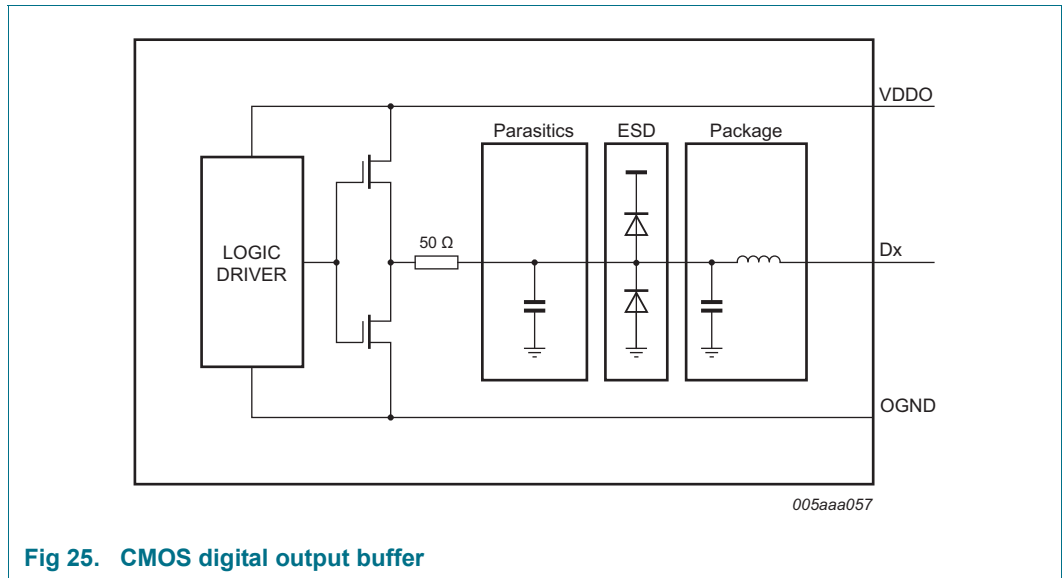 VDDO
Parasitics
ESD
Package
LOGIC
DRIVER
50 Ω
Dx
OGND
005aaa057
Fig 25. CMOS digital output buffer